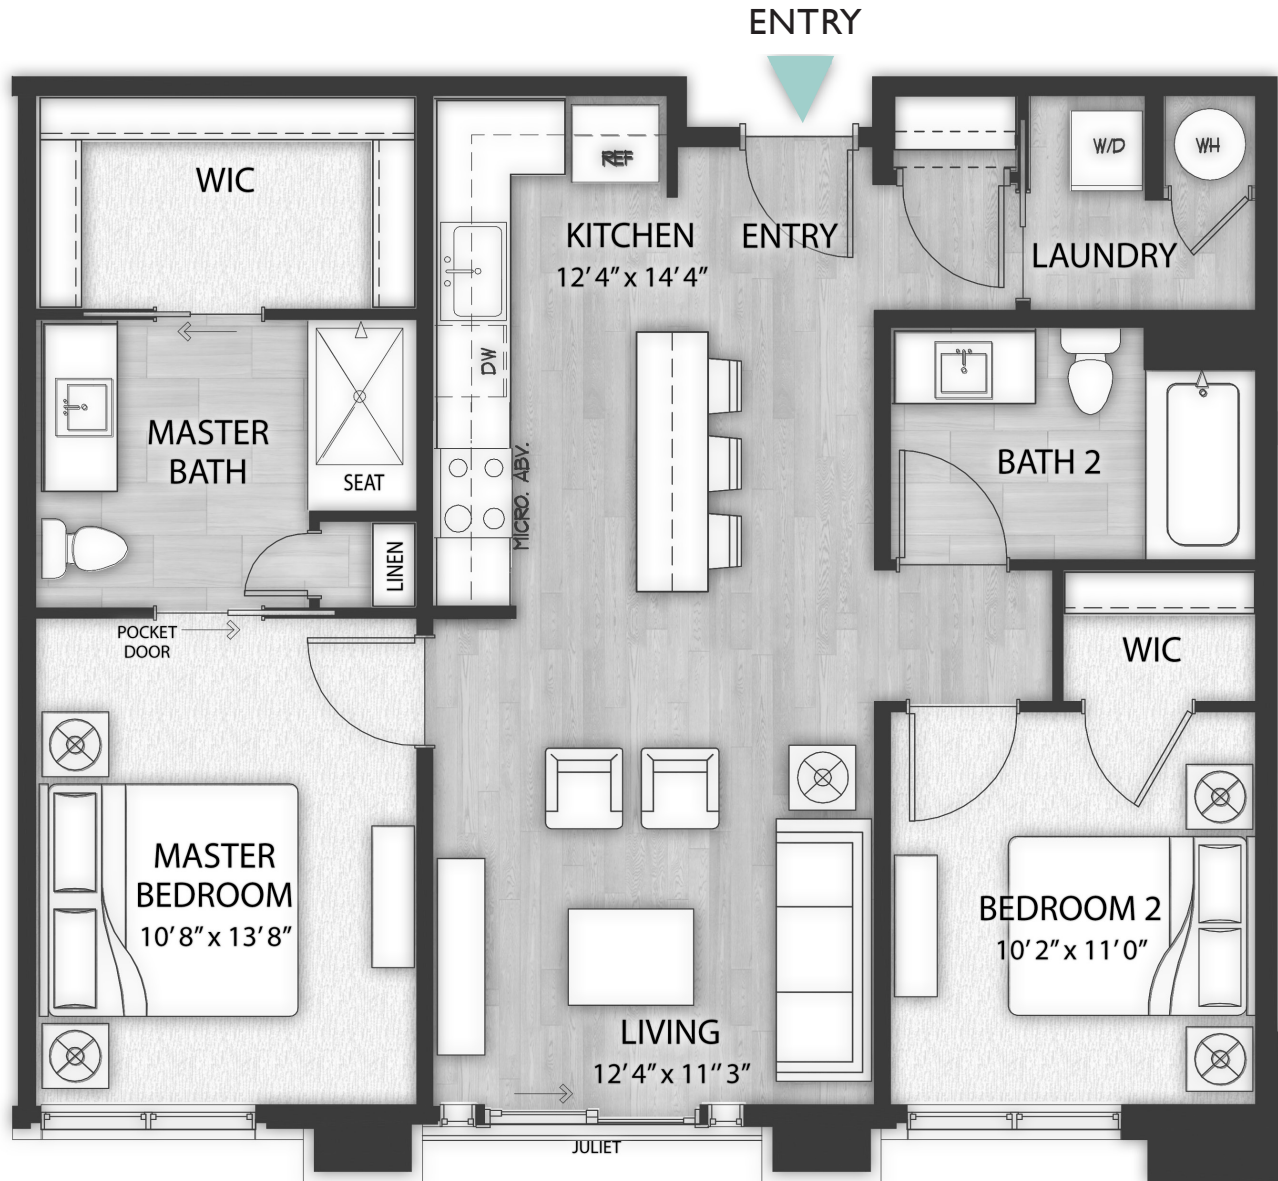 ENTRY
WIC
REF
W/D
WH
KITCHEN
12'4" x 14'4"
ENTRY
LAUNDRY
DW
MICRO. ABV.
MASTER
BATH
SEAT
LINEN
BATH 2
POCKET
DOOR
WIC
MASTER
BEDROOM
10'8" x 13'8"
BEDROOM 2
10'2" x 11'0"
LIVING
12'4" x 11"3"
JULIET